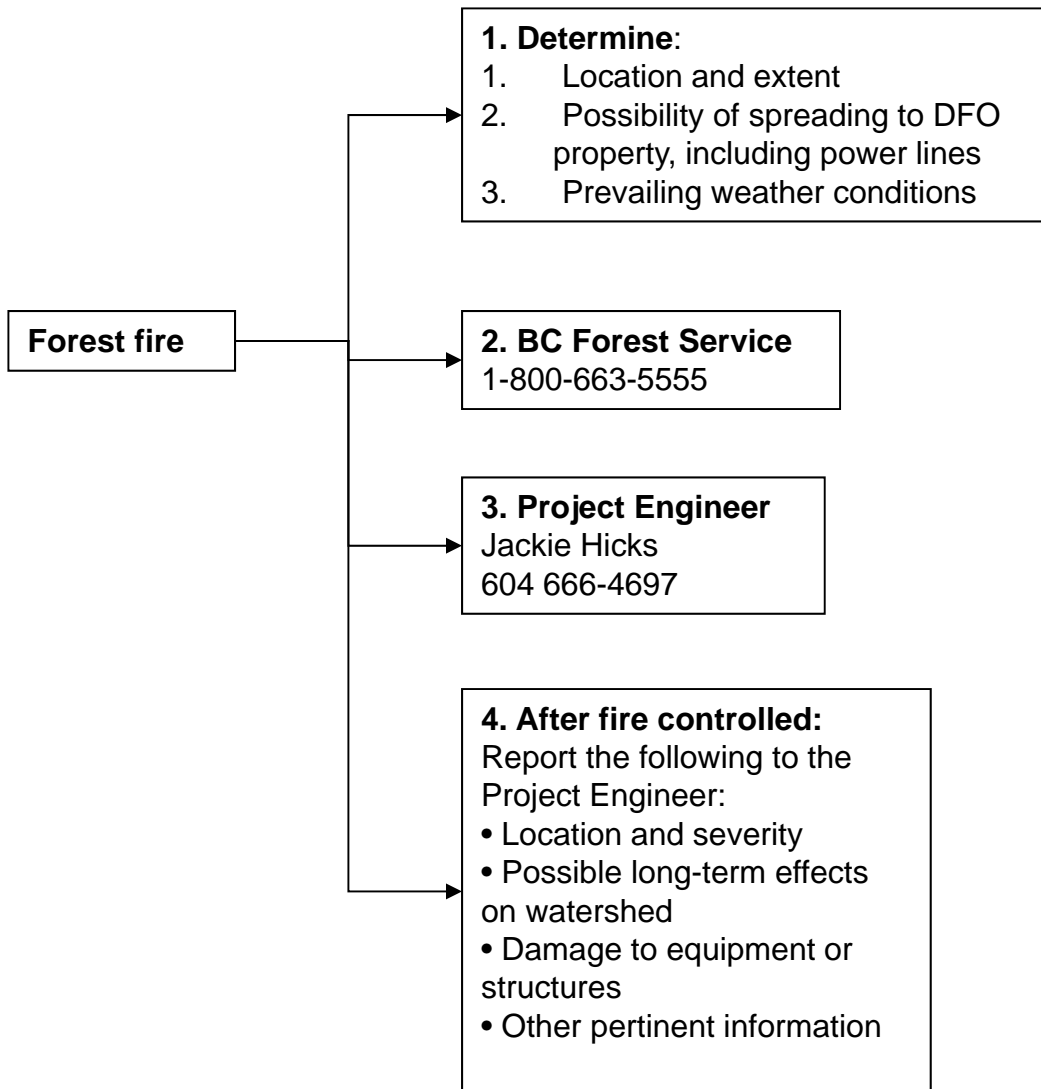 1. Determine:
1. Location and extent
2. Possibility of spreading to DFO
property, including power lines
3. Prevailing weather conditions
Forest fire
2. BC Forest Service
1-800-663-5555
3. Project Engineer
Jackie Hicks
604 666-4697
4. After fire controlled:
Report the following to the
Project Engineer:
• Location and severity
• Possible long-term effects
on watershed
• Damage to equipment or
structures
• Other pertinent information